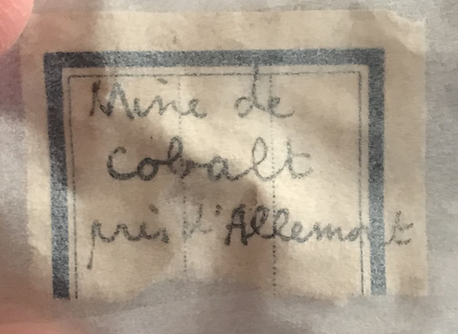 Mine de
cobalt
près d'Allemont